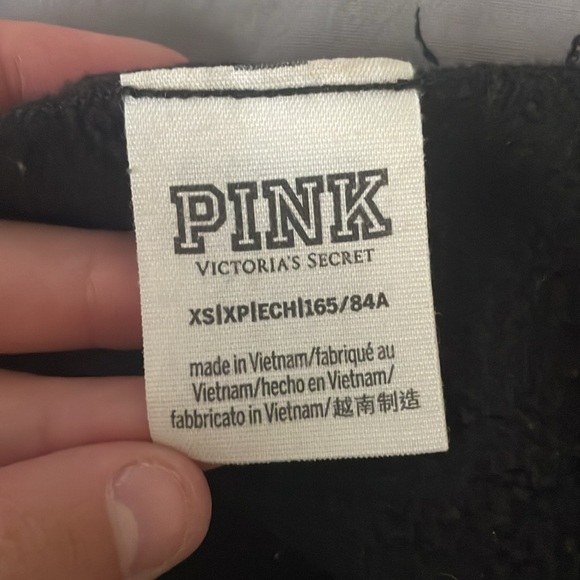 PINK
VICTORIA'S SECRET
XS|XP|ECH|165/84A
made in Vietnam/fabriqué au
Vietnam/hecho en Vietnam/
fabbricato in Vietnam/越南制造